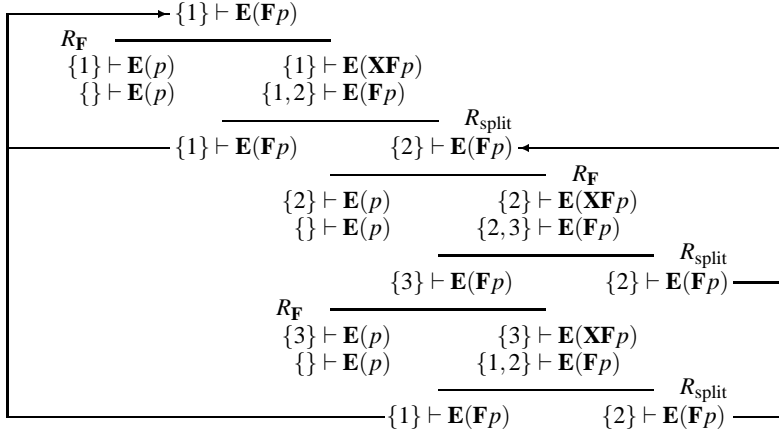 {1} ⊢ E(Fp)
R_F
{1} ⊢ E(p) {1} ⊢ E(XFp)
{} ⊢ E(p) {1,2} ⊢ E(Fp)
R_split
{1} ⊢ E(Fp) {2} ⊢ E(Fp)
R_F
{2} ⊢ E(p) {2} ⊢ E(XFp)
{} ⊢ E(p) {2,3} ⊢ E(Fp)
R_split
{3} ⊢ E(Fp) {2} ⊢ E(Fp)
R_F
{3} ⊢ E(p) {3} ⊢ E(XFp)
{} ⊢ E(p) {1,2} ⊢ E(Fp)
R_split
{1} ⊢ E(Fp) {2} ⊢ E(Fp)